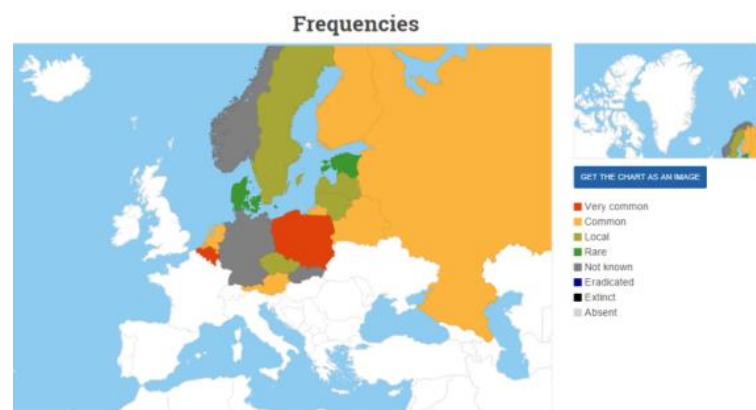 Frequencies
GET THE CHART AS AN IMAGE
Very common
Common
Local
Rare
Not known
Eradicated
Extinct
Absent